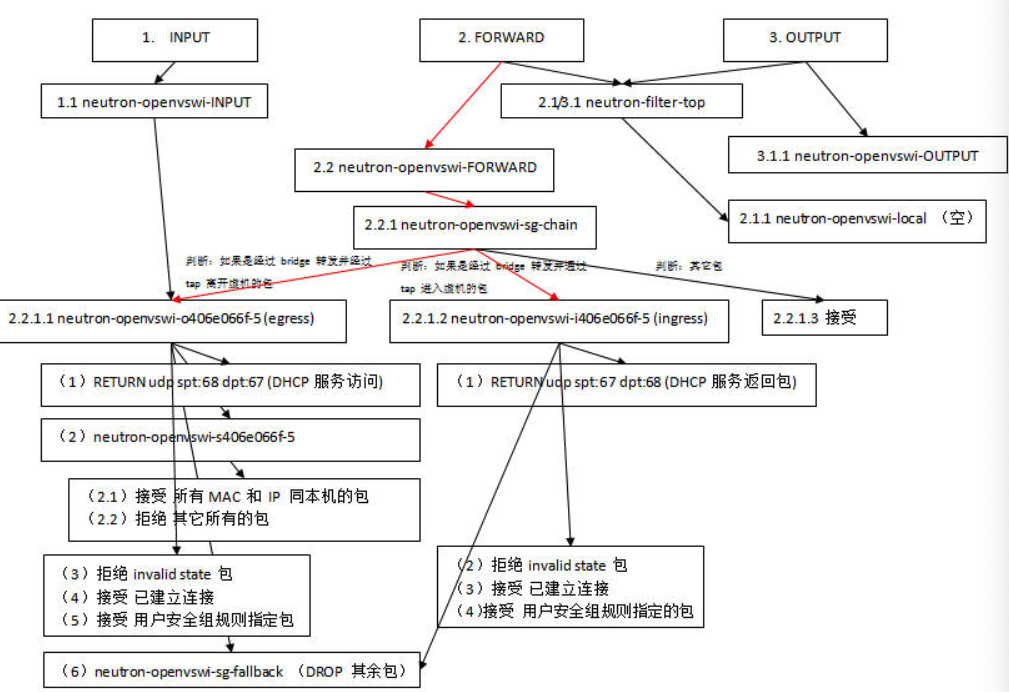 1. INPUT
2. FORWARD
3. OUTPUT
1.1 neutron-openvswi-INPUT
2.1/3.1 neutron-filter-top
2.2 neutron-openvswi-FORWARD
3.1.1 neutron-openvswi-OUTPUT
2.2.1 neutron-openvswi-sg-chain
2.1.1 neutron-openvswi-local （空）
判断：如果是经过 bridge 转发并经过
tap 离开虚机的包
判断：如果是经过 bridge 转发并通过
tap 进入虚机的包
判断：其它包
2.2.1.1 neutron-openvswi-o406e066f-5 (egress)
2.2.1.2 neutron-openvswi-i406e066f-5 (ingress)
2.2.1.3 接受
（1）RETURN udp spt:68 dpt:67 (DHCP 服务访问)
（1）RETURN udp spt:67 dpt:68 (DHCP 服务返回包)
（2）neutron-openvswi-s406e066f-5
（2.1）接受 所有 MAC 和 IP 同本机的包
（2.2）拒绝 其它所有的包
（3）拒绝 invalid state 包
（4）接受 已建立连接
（5）接受 用户安全组规则指定包
（2）拒绝 invalid state 包
（3）接受 已建立连接
（4)接受 用户安全组规则指定的包
（6）neutron-openvswi-sg-fallback （DROP 其余包）